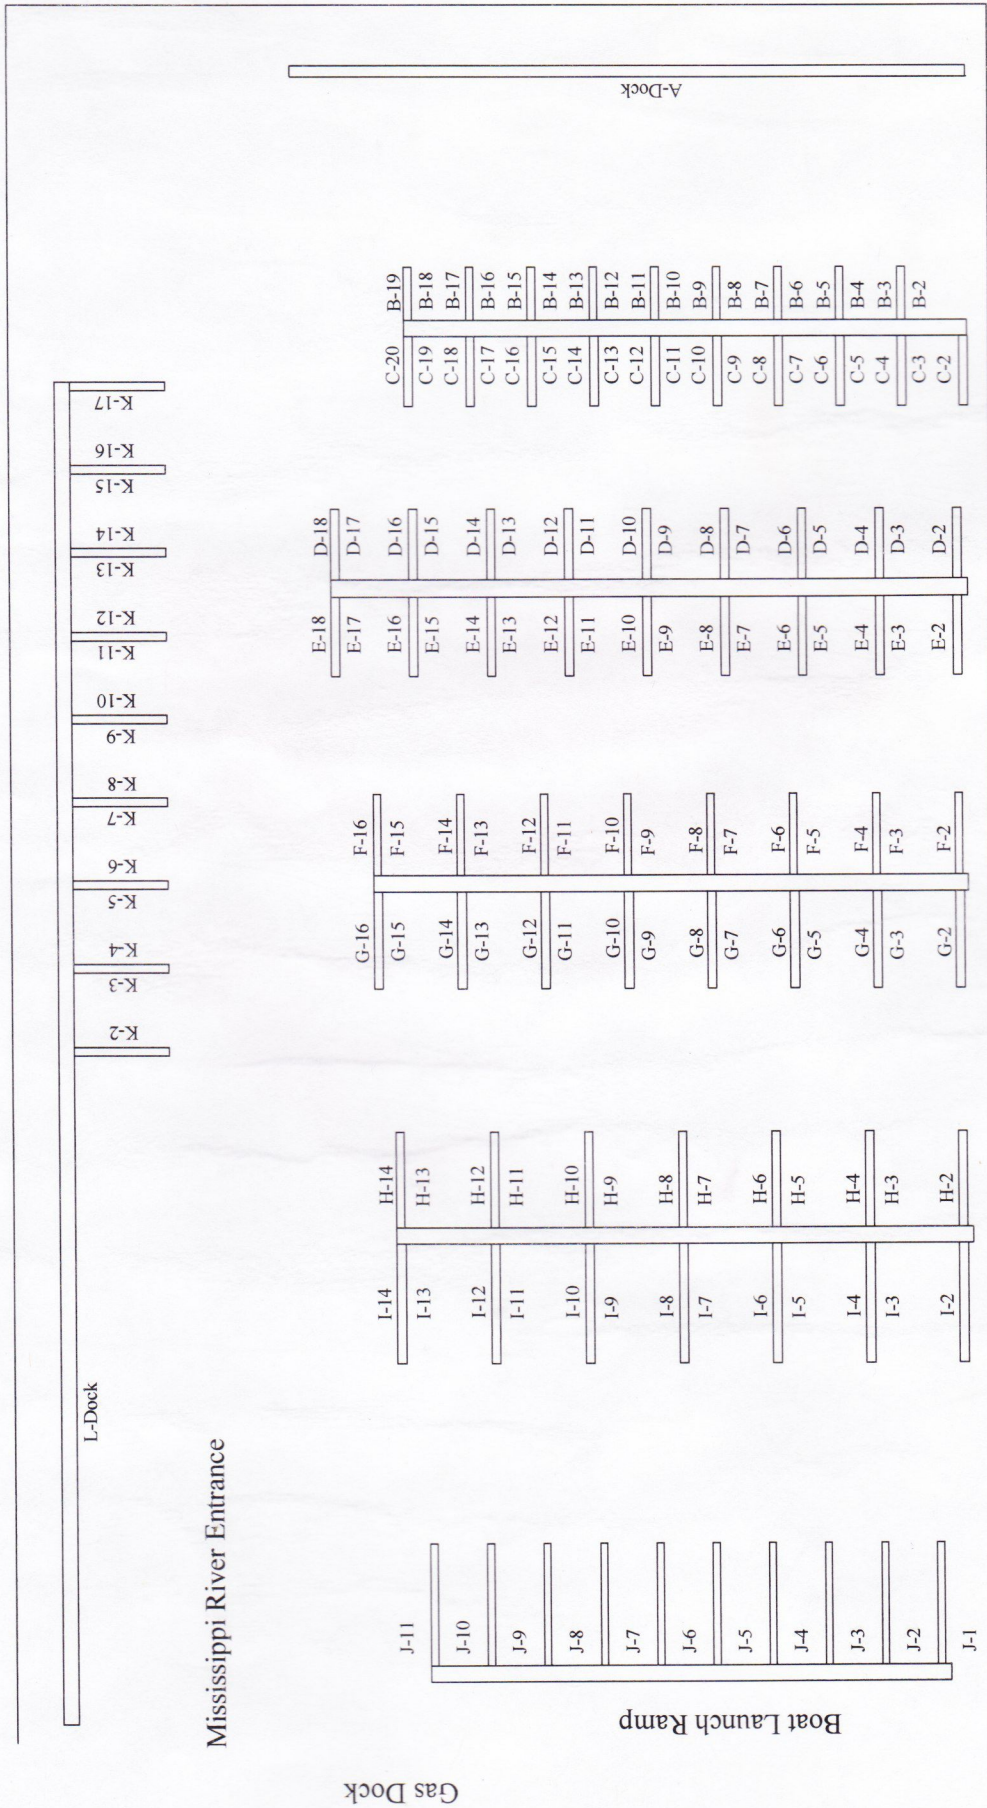 A-Dock
B-19
B-18
B-17
B-16
B-15
B-14
B-13
B-12
B-11
B-10
B-9
B-8
B-7
B-6
B-5
B-4
B-3
B-2
C-20
C-19
C-18
C-17
C-16
C-15
C-14
C-13
C-12
C-11
C-10
C-9
C-8
C-7
C-6
C-5
C-4
C-3
C-2
K-17
K-16
K-15
K-14
K-13
K-12
K-11
K-10
K-9
K-8
K-7
K-6
K-5
K-4
K-3
K-2
D-18
D-17
D-16
D-15
D-14
D-13
D-12
D-11
D-10
D-9
D-8
D-7
D-6
D-5
D-4
D-3
D-2
E-18
E-17
E-16
E-15
E-14
E-13
E-12
E-11
E-10
E-9
E-8
E-7
E-6
E-5
E-4
E-3
E-2
F-16
F-15
F-14
F-13
F-12
F-11
F-10
F-9
F-8
F-7
F-6
F-5
F-4
F-3
F-2
G-16
G-15
G-14
G-13
G-12
G-11
G-10
G-9
G-8
G-7
G-6
G-5
G-4
G-3
G-2
H-14
H-13
H-12
H-11
H-10
H-9
H-8
H-7
H-6
H-5
H-4
H-3
H-2
I-14
I-13
I-12
I-11
I-10
I-9
I-8
I-7
I-6
I-5
I-4
I-3
I-2
L-Dock
Mississippi River Entrance
J-11
J-10
J-9
J-8
J-7
J-6
J-5
J-4
J-3
J-2
J-1
Boat Launch Ramp
Gas Dock